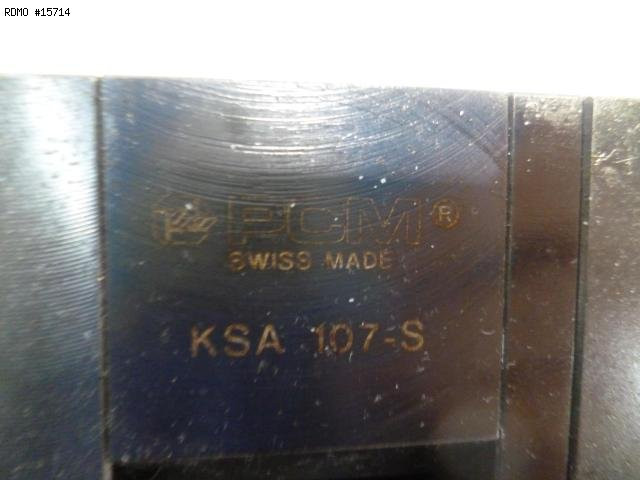 RDMO #15714
PCM®
SWISS MADE
KSA 107-S